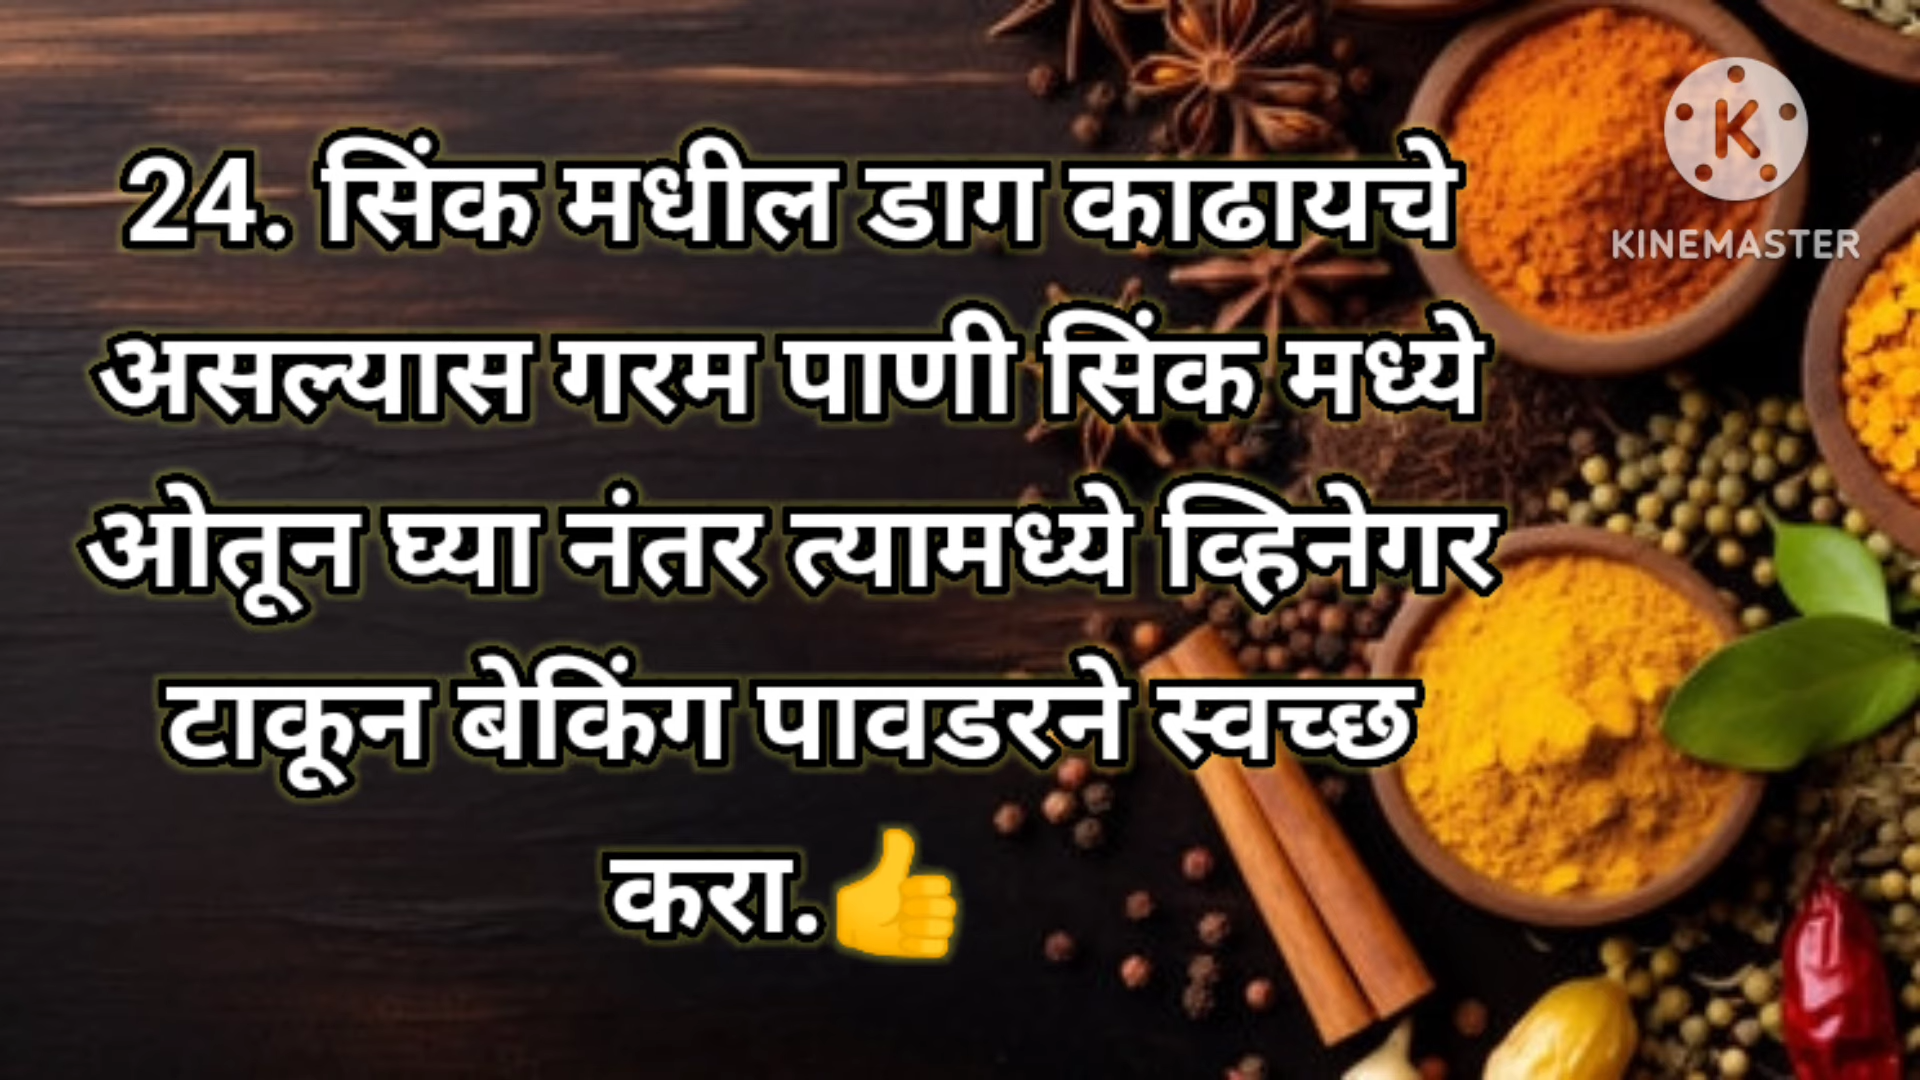 24. सिंक मधील डाग काढायचे
असल्यास गरम पाणी सिंक मध्ये
ओतून घ्या नंतर त्यामध्ये व्हिनेगर
टाकून बेकिंग पावडरने स्वच्छ
करा.👍
K
KINEMASTER